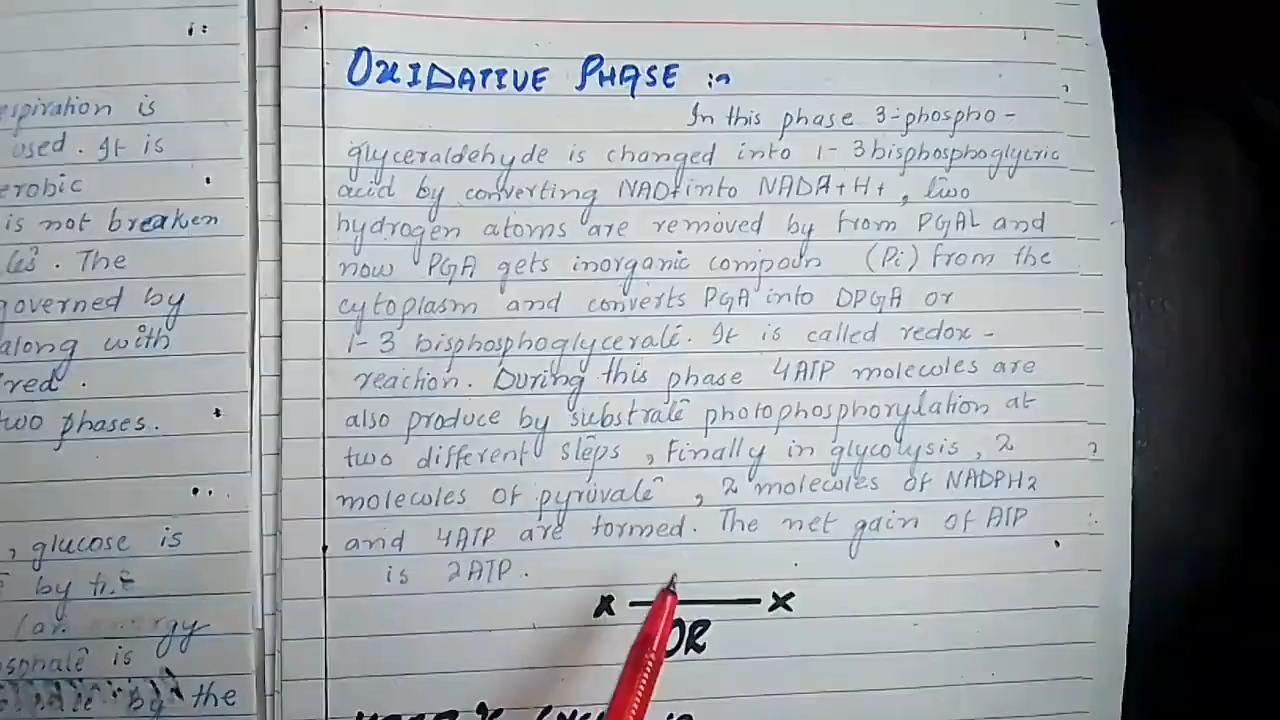 espiration is
used. It is
erobic
is not breaken
The
governed by
along with
red.
two phases.
, glucose is
by
the
OXIDATIVE PHASE :-
In this phase 3-phospho-
glyceraldehyde is changed into 1-3 bisphosphoglyceric
acid by converting NAD+ into NADH+H+, two
hydrogen atoms are removed by from PGAL and
now PGA gets inorganic compoun (Pi) from the
cytoplasm and converts PGA into DPGA or
1-3 bisphosphoglycerate. It is called redox-
reaction. During this phase 4ATP molecules are
also produce by substrate photophosphorylation at
two different steps, Finally in glycolysis, 2
molecules of pyruvate, 2 molecules of NADPH2
and 4ATP are formed. The net gain of ATP
is 2ATP.
x — x
OR